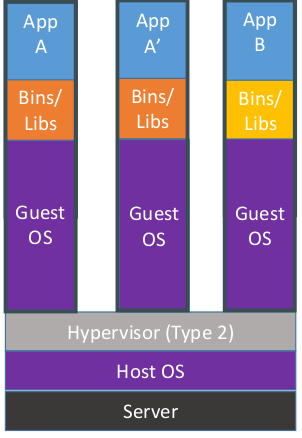 App
A
App
A’
App
B
Bins/
Libs
Bins/
Libs
Bins/
Libs
Guest
OS
Guest
OS
Guest
OS
Hypervisor (Type 2)
Host OS
Server